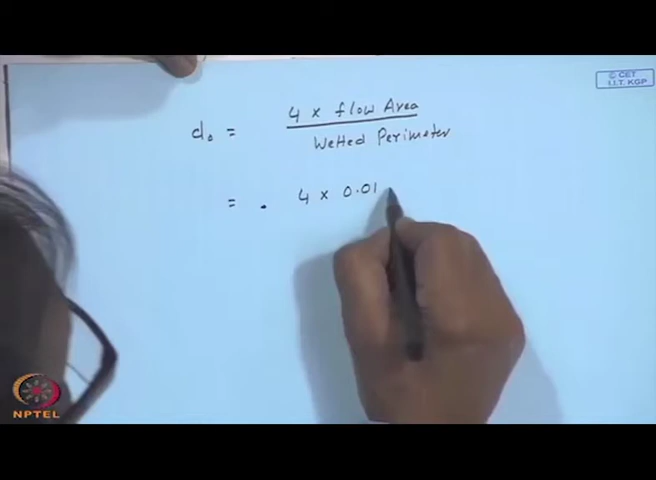 © CET
I.I.T. KGP
d₀ = 4 x flow Area
Wetted Perimeter
= . 4 x 0.01
NPTEL